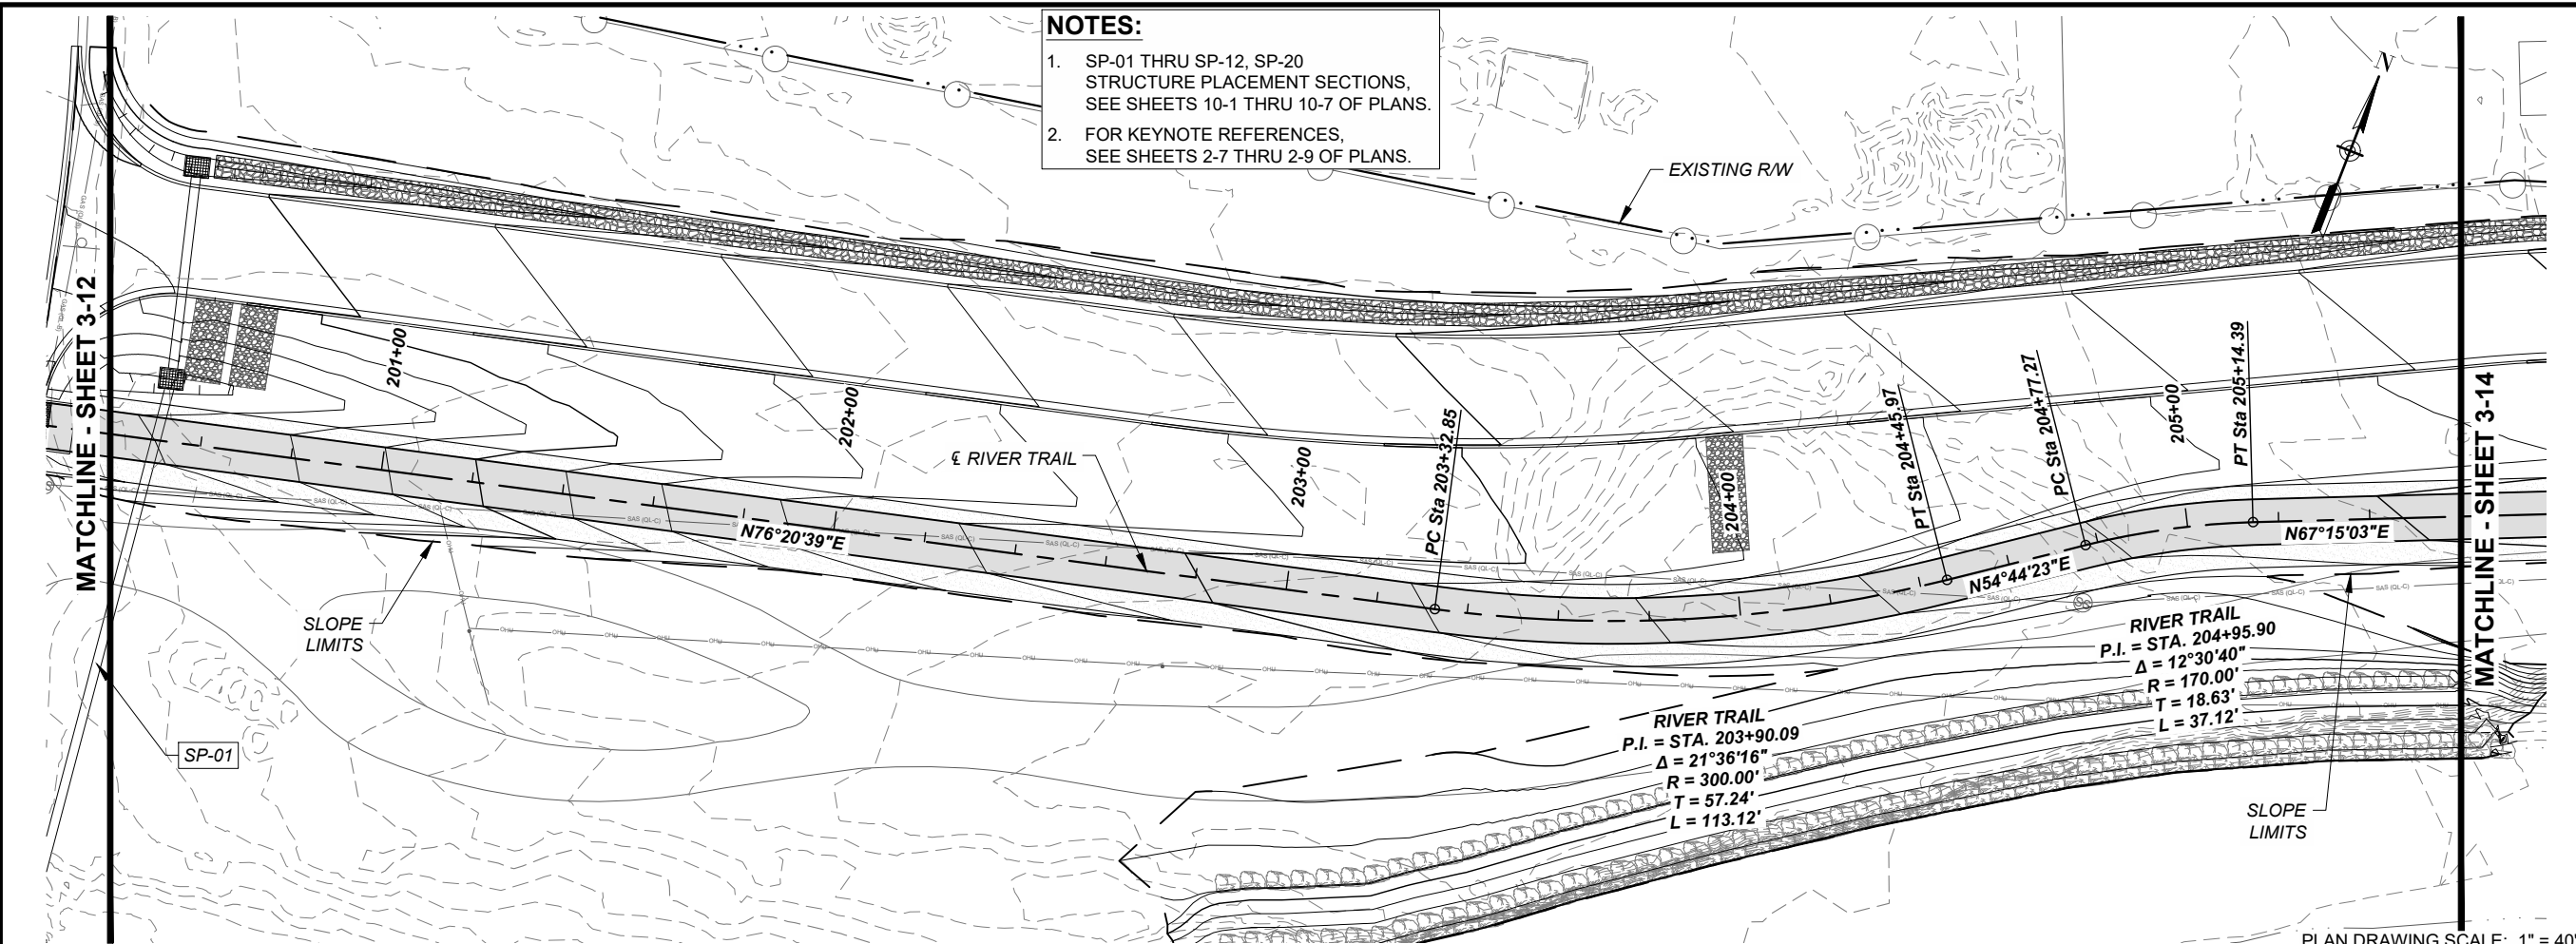 NOTES:
1. SP-01 THRU SP-12, SP-20
STRUCTURE PLACEMENT SECTIONS,
SEE SHEETS 10-1 THRU 10-7 OF PLANS.
2. FOR KEYNOTE REFERENCES,
SEE SHEETS 2-7 THRU 2-9 OF PLANS.
N
EXISTING R/W
MATCHLINE - SHEET 3-12
201+00
202+00
℄ RIVER TRAIL
203+00
PC Sta 203+32.85
204+00
PT Sta 204+45.97
PC Sta 204+77.27
205+00
PT Sta 205+14.39
MATCHLINE - SHEET 3-14
SAS (QL-C)
N76°20'39"E
N54°44'23"E
N67°15'03"E
OHU
SLOPE
LIMITS
SP-01
RIVER TRAIL
P.I. = STA. 203+90.09
Δ = 21°36'16"
R = 300.00'
T = 57.24'
L = 113.12'
RIVER TRAIL
P.I. = STA. 204+95.90
Δ = 12°30'40"
R = 170.00'
T = 18.63'
L = 37.12'
SLOPE
LIMITS
PLAN DRAWING SCALE: 1" = 40'